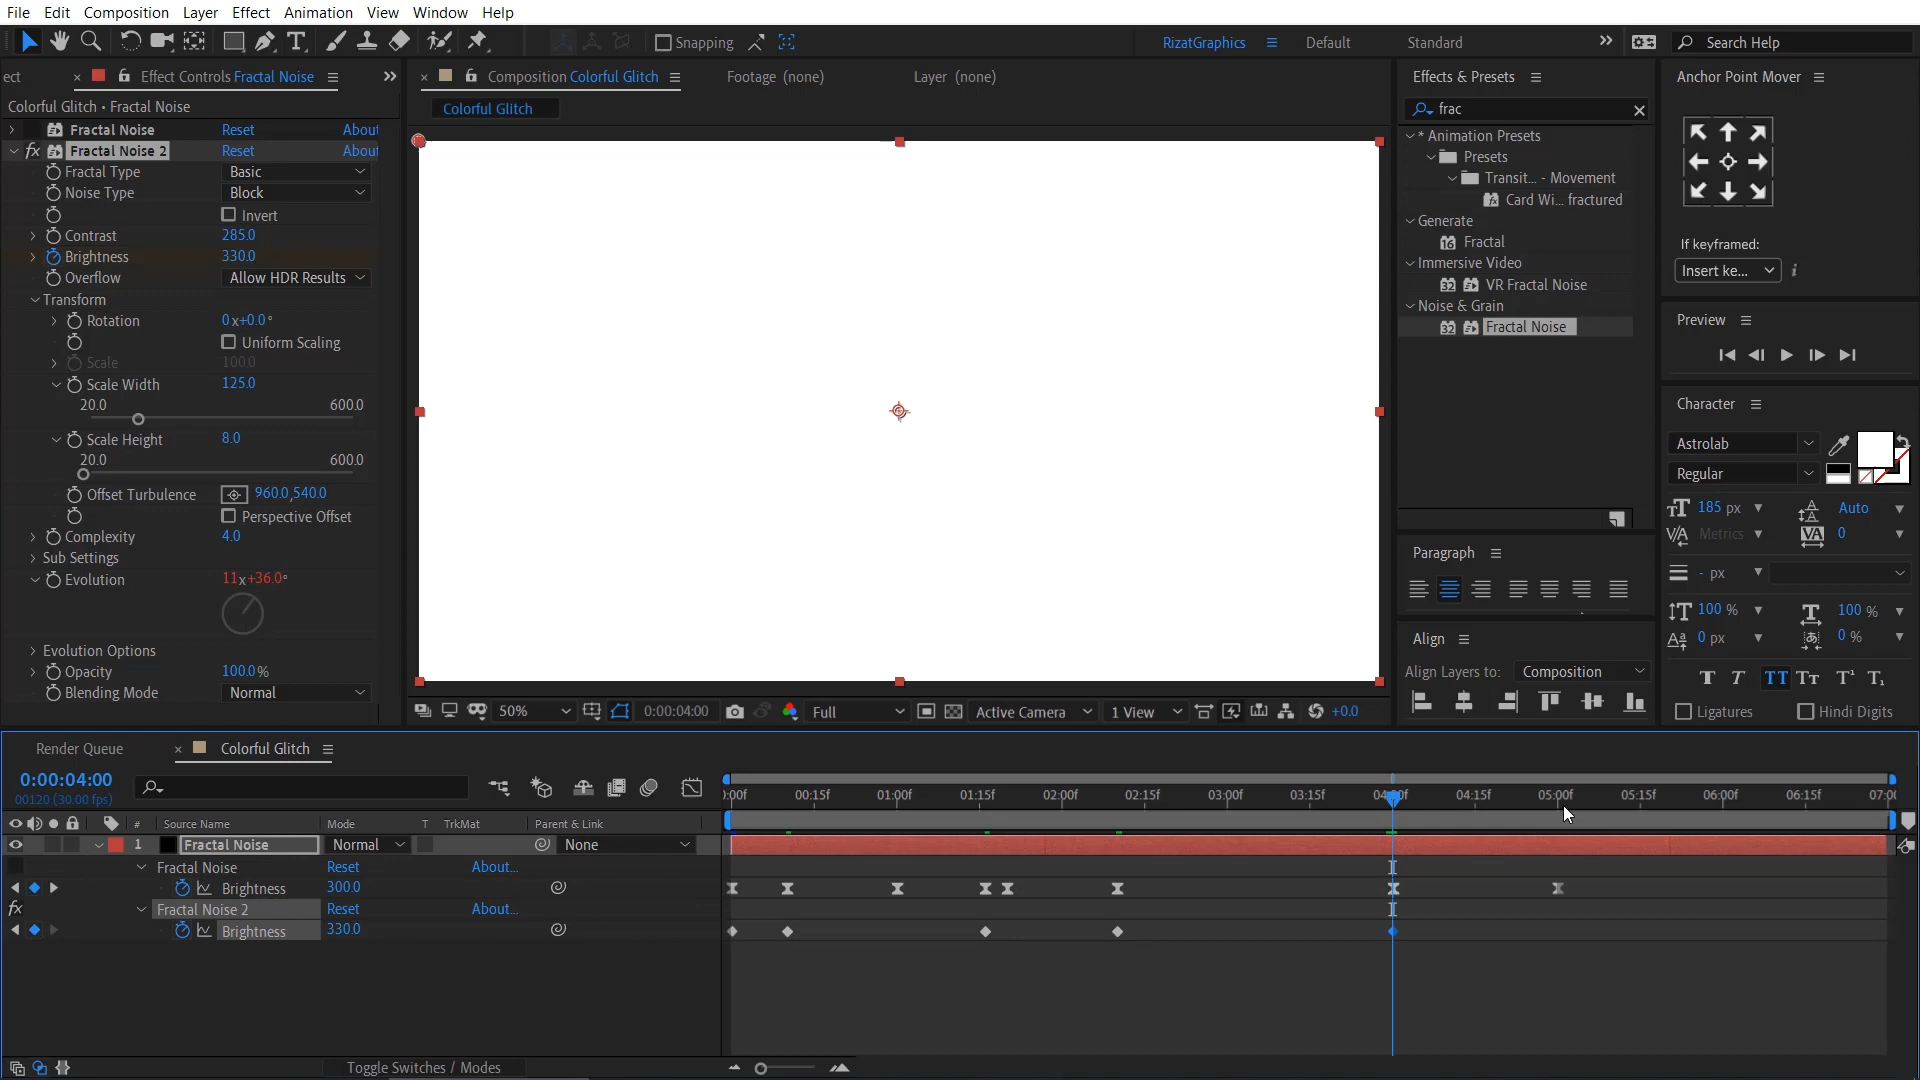 File Edit Composition Layer Effect Animation View Window Help
Snapping RizatGraphics Default Standard Search Help
ect Effect Controls Fractal Noise Composition Colorful Glitch Footage (none) Layer (none) Effects & Presets Anchor Point Mover
Colorful Glitch • Fractal Noise Colorful Glitch frac
Fractal Noise Reset About
Fractal Noise 2 Reset About
Fractal Type Basic
Noise Type Block
Invert
Contrast 285.0
Brightness 330.0
Overflow Allow HDR Results
Transform
Rotation 0x+0.0°
Uniform Scaling
Scale 100.0
Scale Width 125.0
20.0 600.0
Scale Height 8.0
20.0 600.0
Offset Turbulence 960.0,540.0
Perspective Offset
Complexity 4.0
Sub Settings
Evolution 11x+36.0°
Evolution Options
Opacity 100.0%
Blending Mode Normal
* Animation Presets
Presets
Transit... - Movement
Card Wi... fractured
Generate
16 Fractal
Immersive Video
32 VR Fractal Noise
Noise & Grain
32 Fractal Noise
If keyframed:
Insert ke...
Preview
Character
Astrolab
Regular
185 px Auto
Metrics 0
- px
100 % 100 %
0 px 0 %
Ligatures Hindi Digits
Paragraph
Align
Align Layers to: Composition
50% 0:00:04:00 Full Active Camera 1 View +0.0
Render Queue Colorful Glitch
0:00:04:00
00120 (30.00 fps)
:00f 00:15f 01:00f 01:15f 02:00f 02:15f 03:00f 03:15f 04:00f 04:15f 05:00f 05:15f 06:00f 06:15f 07:00
# Source Name Mode T TrkMat Parent & Link
1 Fractal Noise Normal None
Fractal Noise Reset About...
Brightness 300.0
Fractal Noise 2 Reset About...
Brightness 330.0
Toggle Switches / Modes